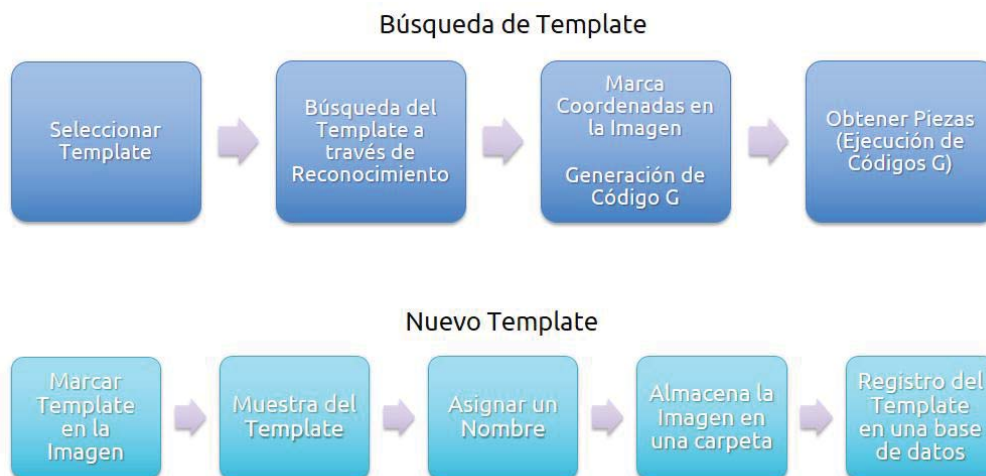 Búsqueda de Template
Seleccionar
Template
Búsqueda del
Template a
través de
Reconocimiento
Marca
Coordenadas en
la Imagen
Generación de
Código G
Obtener Piezas
(Ejecución de
Códigos G)
Nuevo Template
Marcar
Template
en la
Imagen
Muestra del
Template
Asignar un
Nombre
Almacena la
Imagen en
una carpeta
Registro del
Template
en una base
de datos